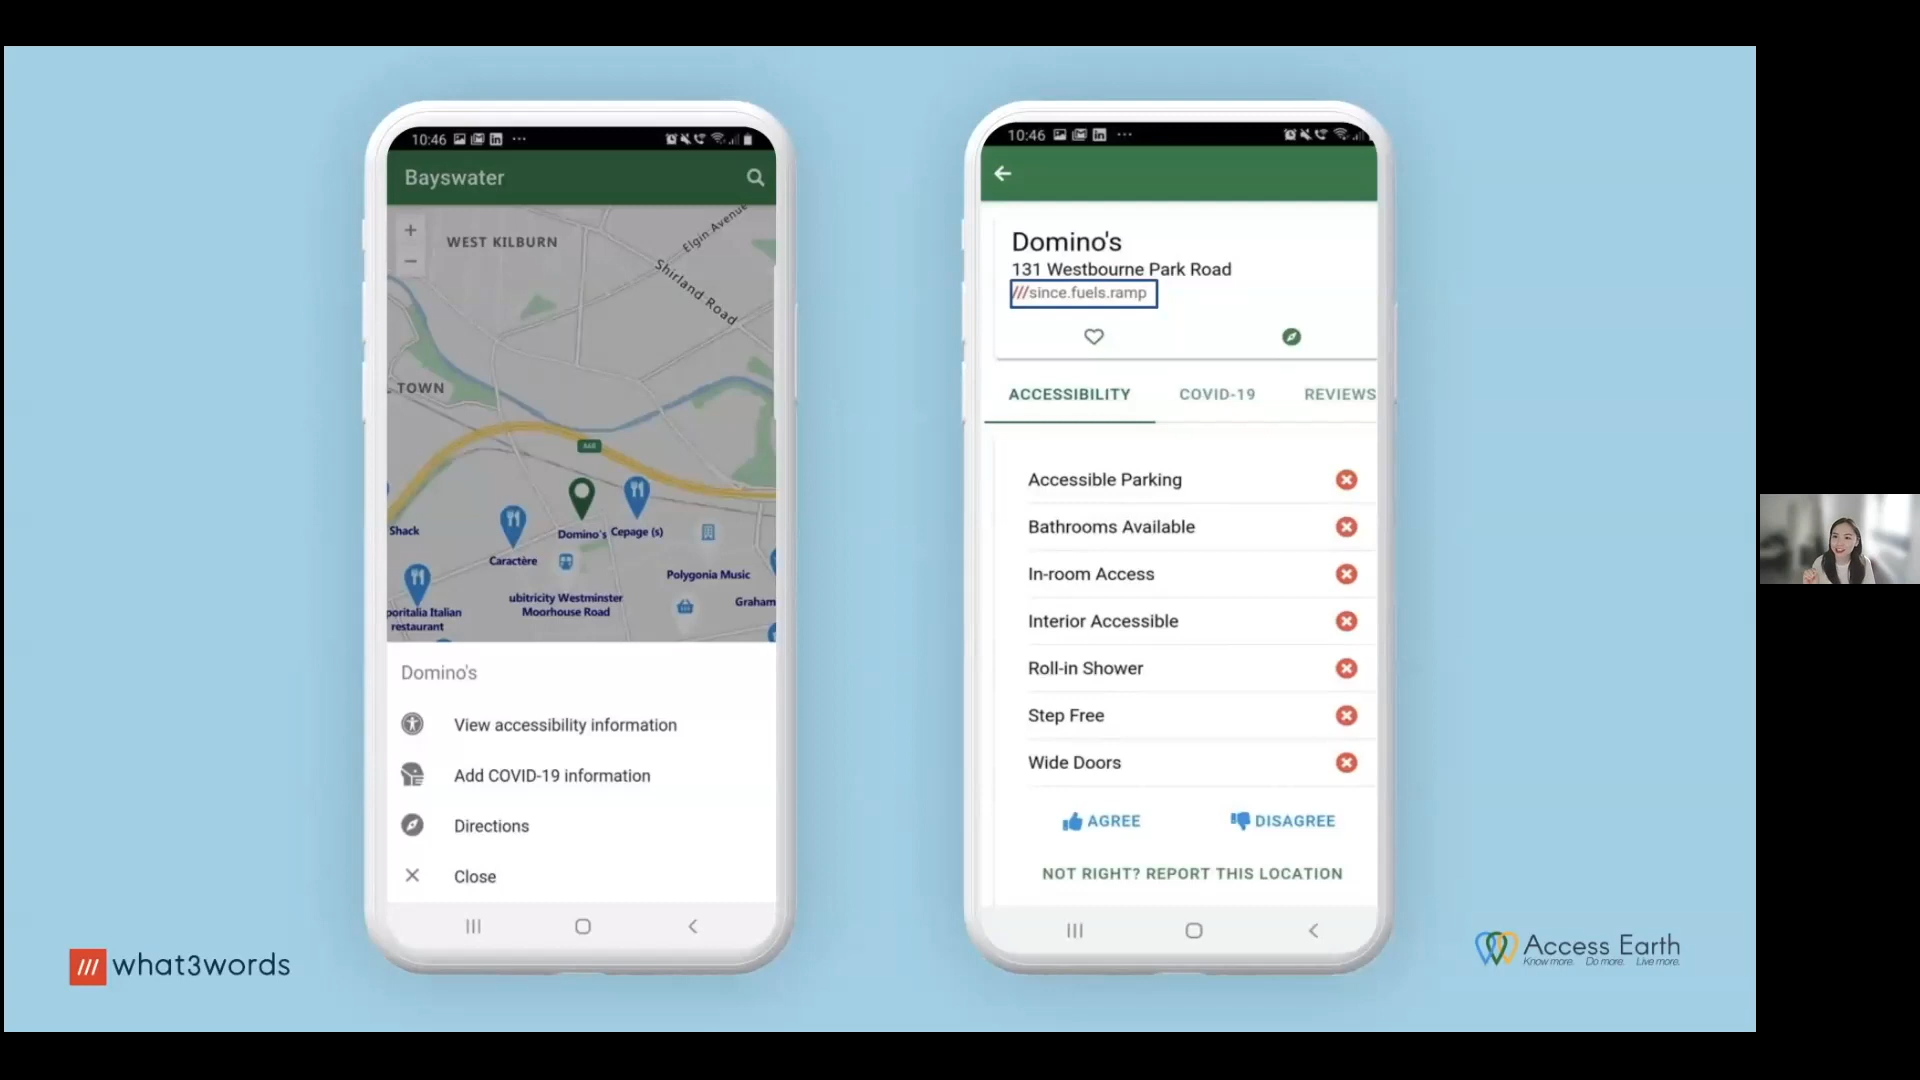 10:46
Bayswater
+
WEST KILBURN
Elgin Avenue
−
Shirland Road
TOWN
Shack
Domino's
Cepage (s)
Caractère
Polygonia Music
ubitricity Westminster
Moorhouse Road
Graham
poritalia Italian
restaurant
Domino's
View accessibility information
Add COVID-19 information
Directions
Close
10:46
Domino's
131 Westbourne Park Road
///since.fuels.ramp
ACCESSIBILITY COVID-19 REVIEWS
Accessible Parking
Bathrooms Available
In-room Access
Interior Accessible
Roll-in Shower
Step Free
Wide Doors
AGREE DISAGREE
NOT RIGHT? REPORT THIS LOCATION
/// what3words
Access Earth
Know more. Do more. Live more.